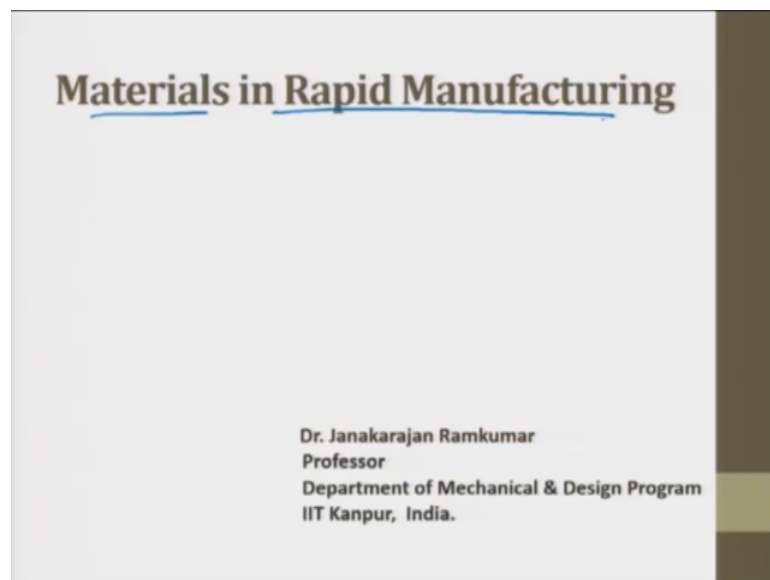 Materials in Rapid Manufacturing
Dr. Janakarajan Ramkumar
Professor
Department of Mechanical & Design Program
IIT Kanpur, India.